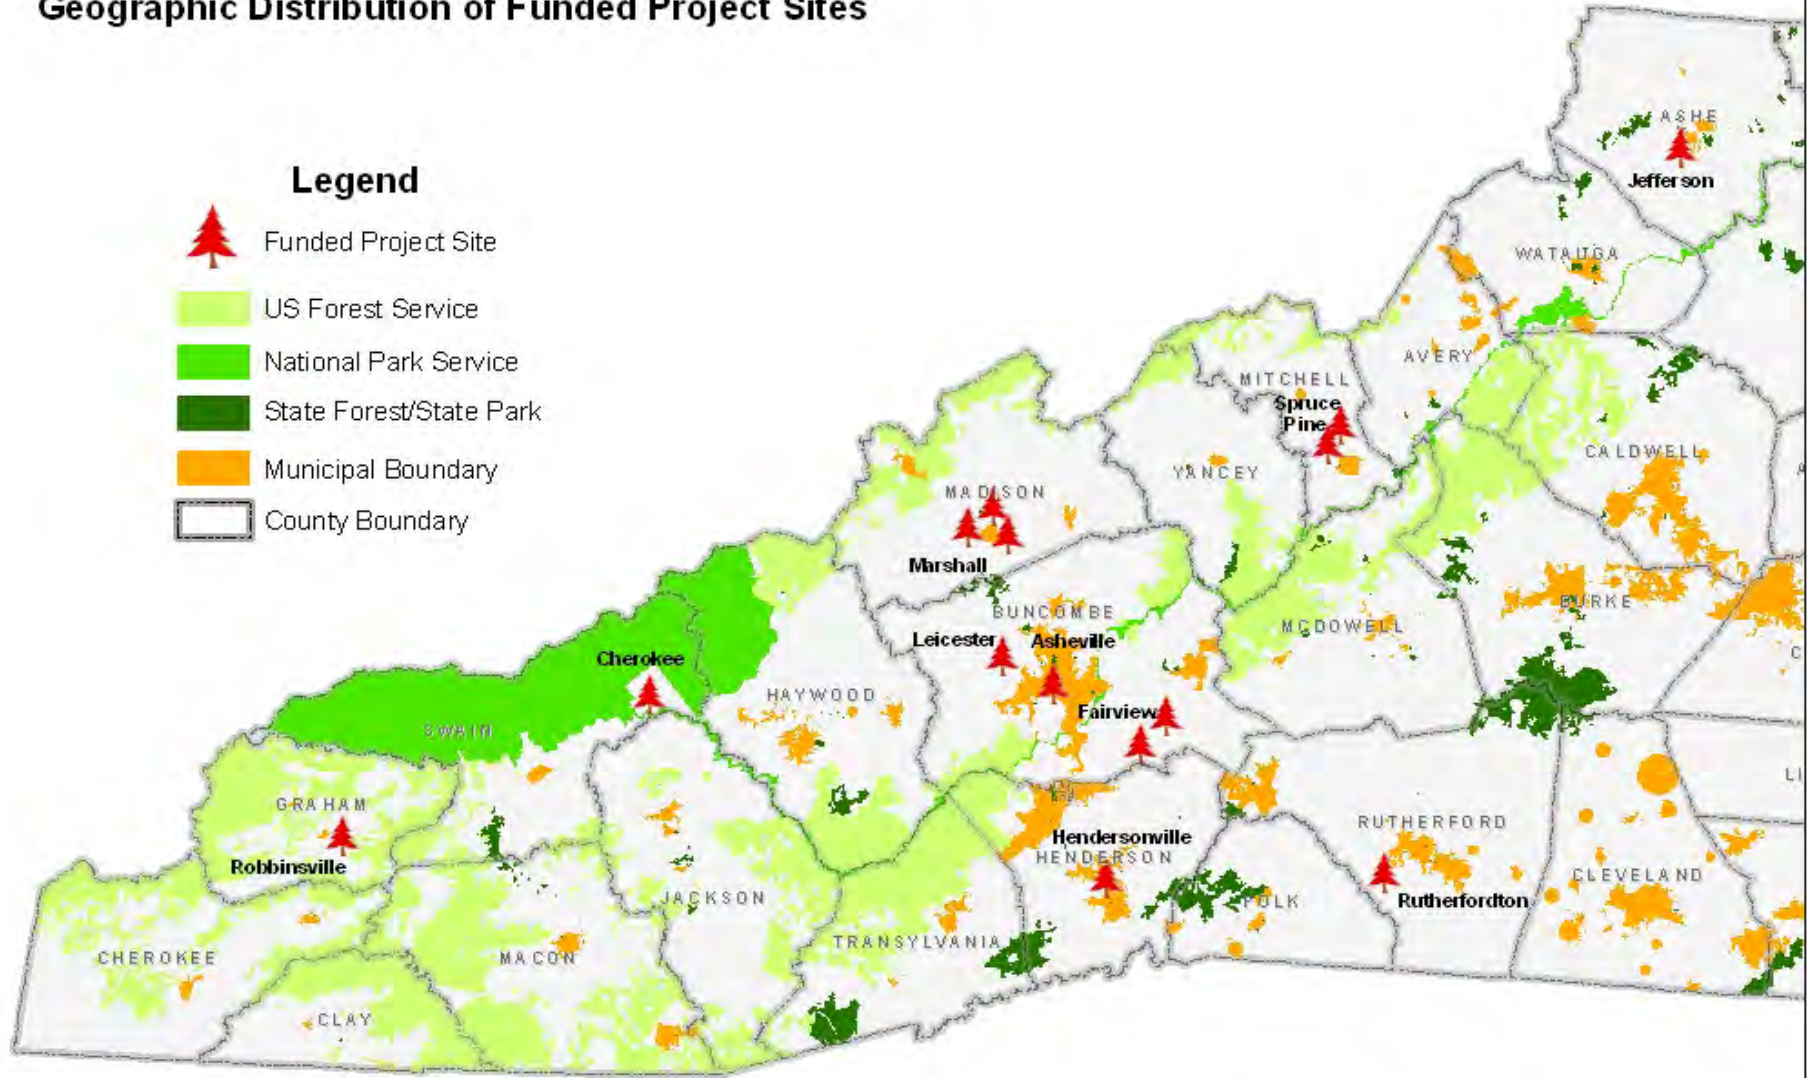 Geographic Distribution of Funded Project Sites
Legend
Funded Project Site
US Forest Service
National Park Service
State Forest/State Park
Municipal Boundary
County Boundary
ASHE
Jefferson
WATAUGA
AVERY
MITCHELL
Spruce
Pine
CALDWELL
YANCEY
MADISON
Marshall
BUNCOMBE
BURKE
MCDOWELL
Leicester
Asheville
Cherokee
HAYWOOD
Fairview
SWAIN
GRAHAM
Robbinsville
LI
Hendersonville
HENDERSON
RUTHERFORD
CLEVELAND
Rutherfordton
POLK
JACKSON
TRANSYLVANIA
CHEROKEE
MACON
CLAY
A
C